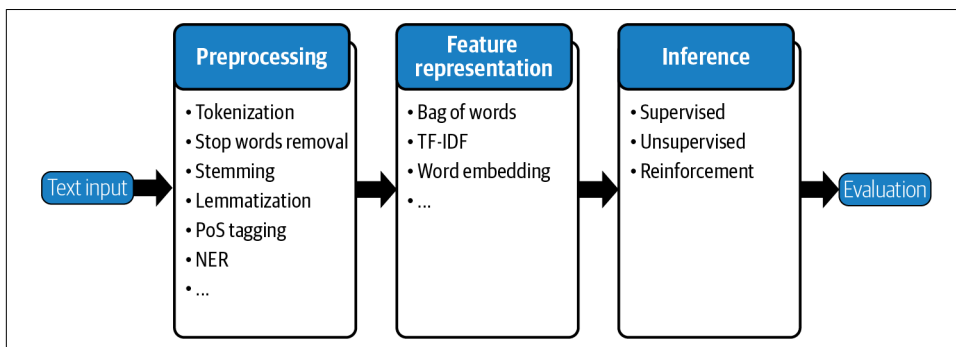 Text input
Preprocessing
• Tokenization
• Stop words removal
• Stemming
• Lemmatization
• PoS tagging
• NER
• ...
Feature
representation
• Bag of words
• TF-IDF
• Word embedding
• ...
Inference
• Supervised
• Unsupervised
• Reinforcement
Evaluation